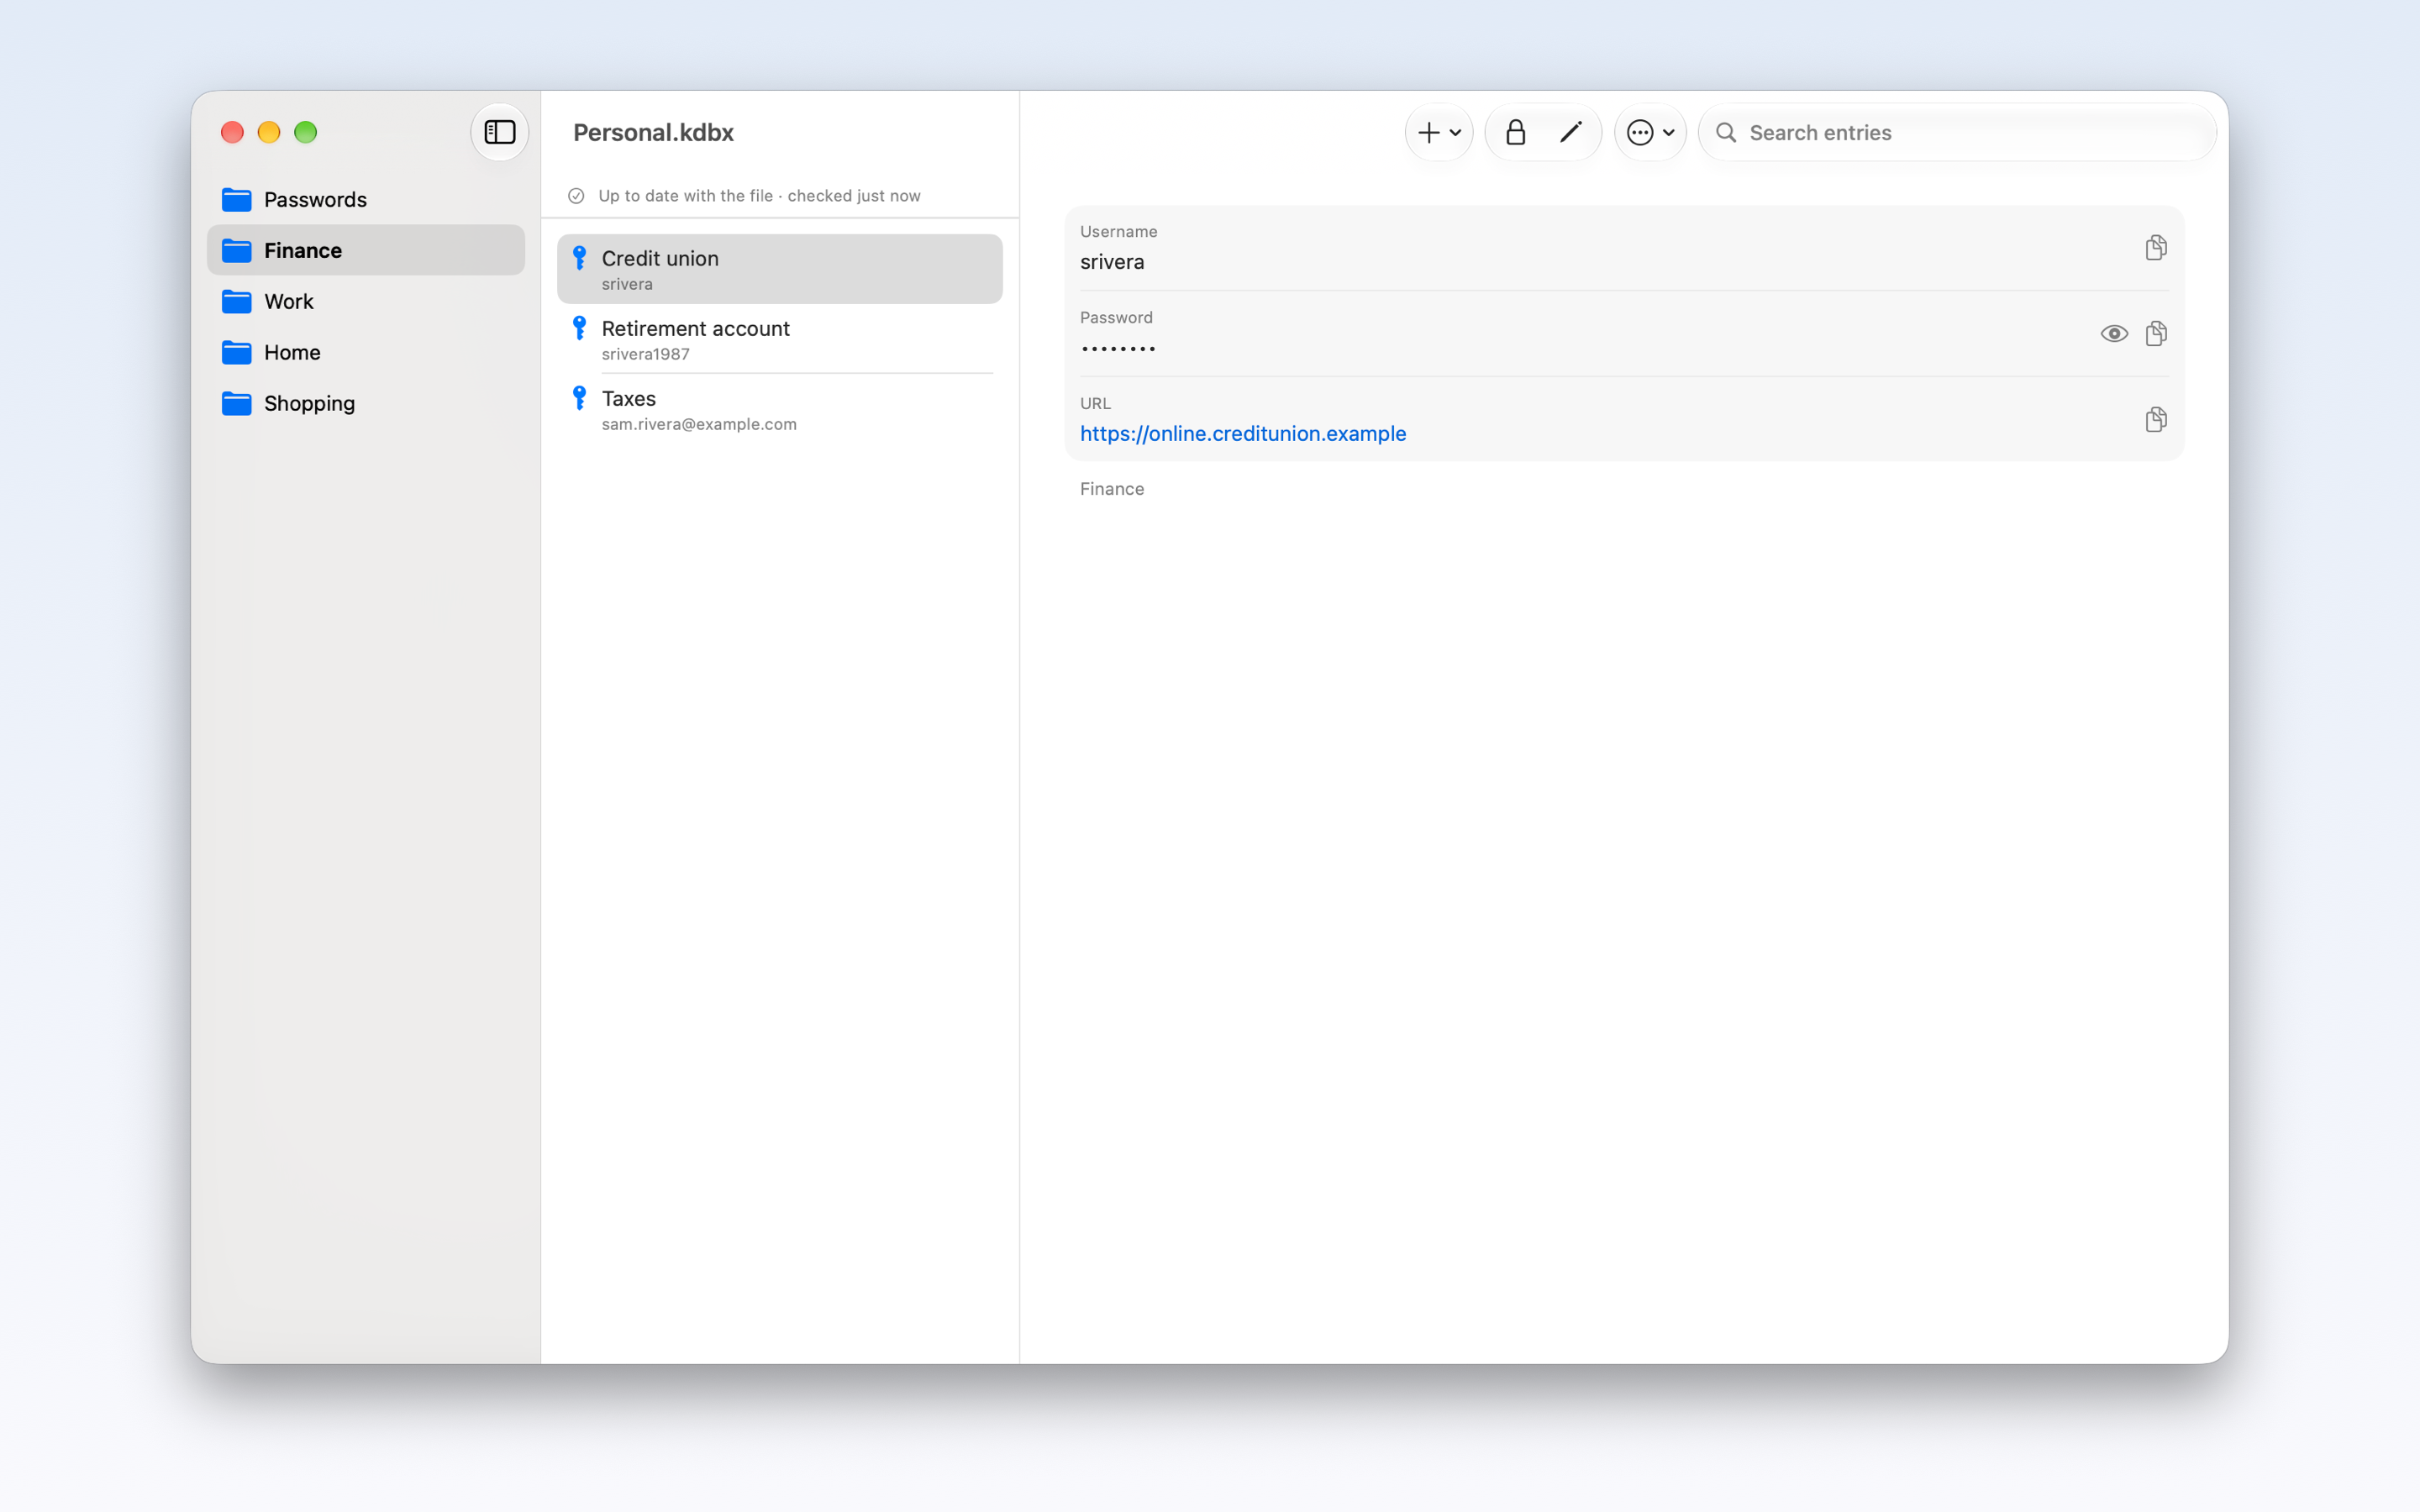 Passwords
Finance
Work
Home
Shopping
Personal.kdbx
Up to date with the file · checked just now
Credit union
srivera
Retirement account
srivera1987
Taxes
sam.rivera@example.com
Search entries
Username
srivera
Password
••••••••
URL
https://online.creditunion.example
Finance